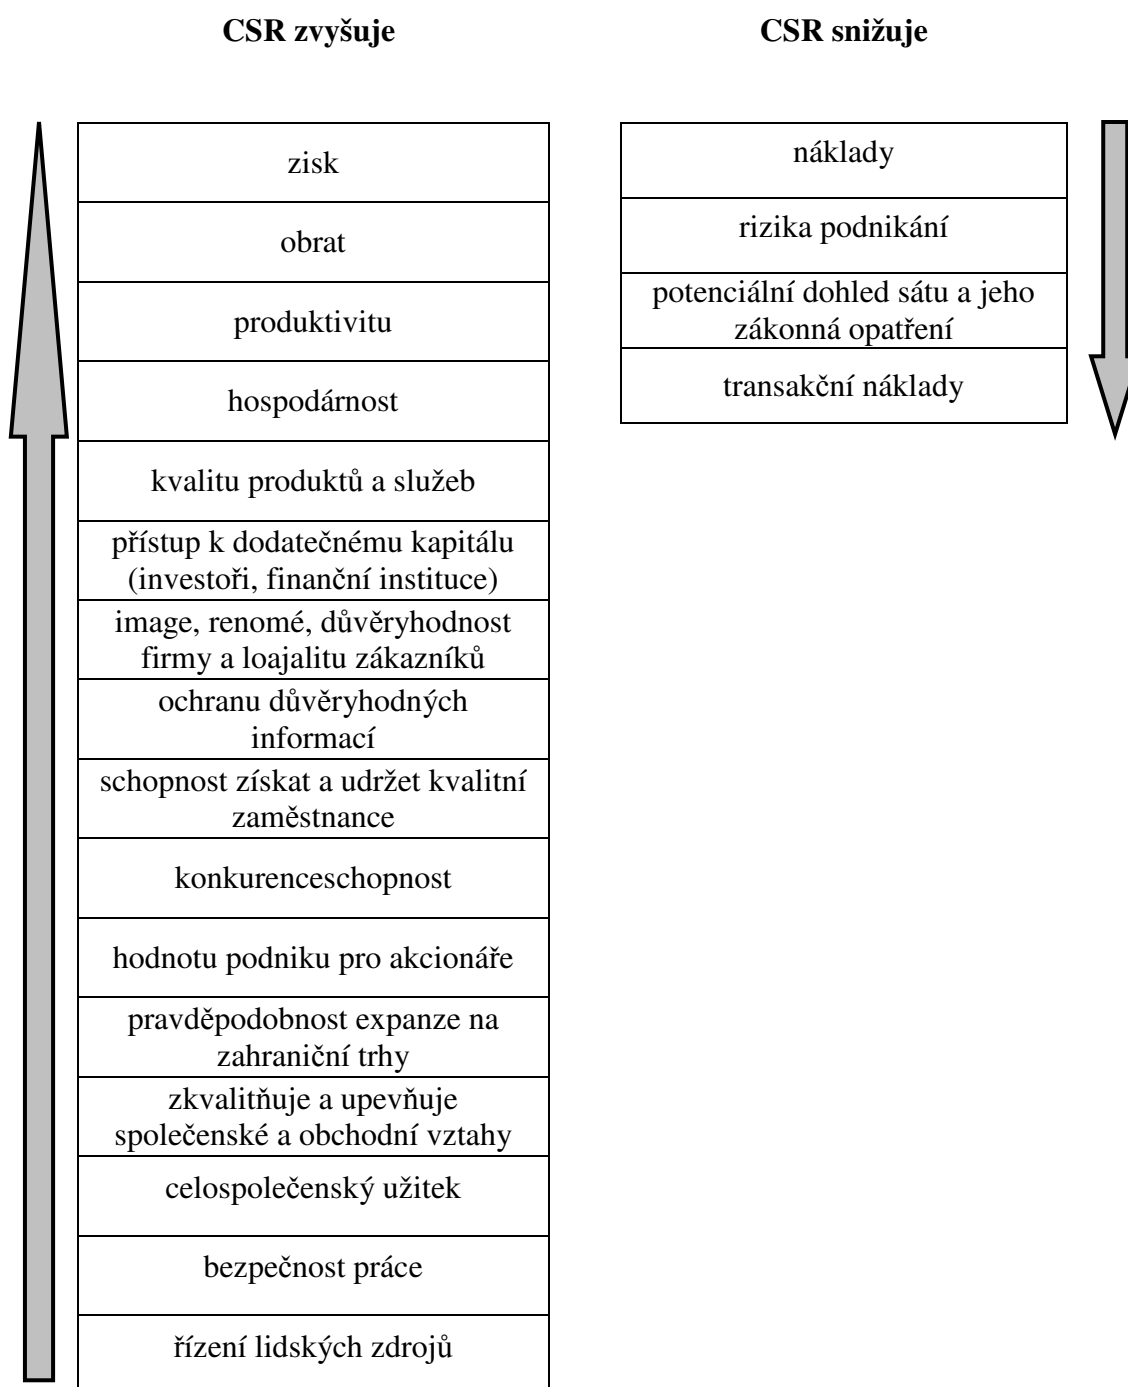 CSR zvyšuje
zisk
obrat
produktivitu
hospodárnost
kvalitu produktů a služeb
přístup k dodatečnému kapitálu
(investoři, finanční instituce)
image, renomé, důvěryhodnost
firmy a loajalitu zákazníků
ochranu důvěryhodných
informací
schopnost získat a udržet kvalitní
zaměstnance
konkurenceschopnost
hodnotu podniku pro akcionáře
pravděpodobnost expanze na
zahraniční trhy
zkvalitňuje a upevňuje
společenské a obchodní vztahy
celospolečenský užitek
bezpečnost práce
řízení lidských zdrojů
CSR snižuje
náklady
rizika podnikání
potenciální dohled sátu a jeho
zákonná opatření
transakční náklady